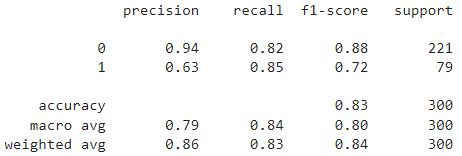 precision recall f1-score support
0 0.94 0.82 0.88 221
1 0.63 0.85 0.72 79
accuracy 0.83 300
macro avg 0.79 0.84 0.80 300
weighted avg 0.86 0.83 0.84 300